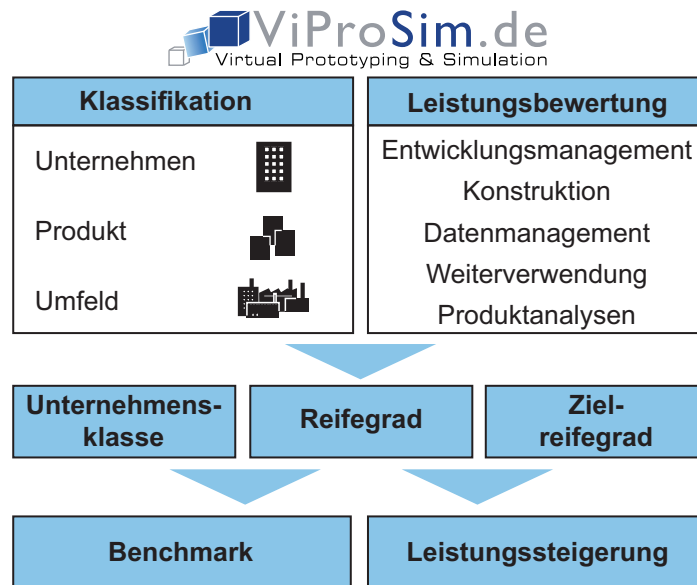 ViProSim.de
Virtual Prototyping & Simulation
Klassifikation
Unternehmen
Produkt
Umfeld
Leistungsbewertung
Entwicklungsmanagement
Konstruktion
Datenmanagement
Weiterverwendung
Produktanalysen
Unternehmens-
klasse
Reifegrad
Ziel-
reifegrad
Benchmark
Leistungssteigerung